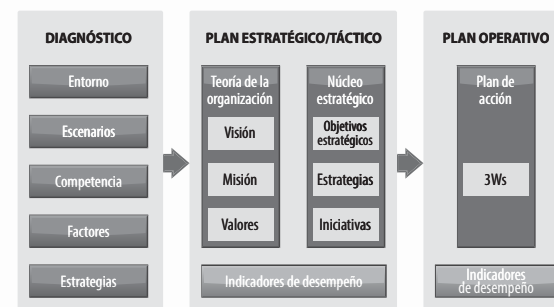 DIAGNÓSTICO
Entorno
Escenarios
Competencia
Factores
Estrategias
PLAN ESTRATÉGICO/TÁCTICO
Teoría de la
organización
Visión
Misión
Valores
Núcleo
estratégico
Objetivos
estratégicos
Estrategias
Iniciativas
Indicadores de desempeño
PLAN OPERATIVO
Plan de
acción
3Ws
Indicadores
de desempeño